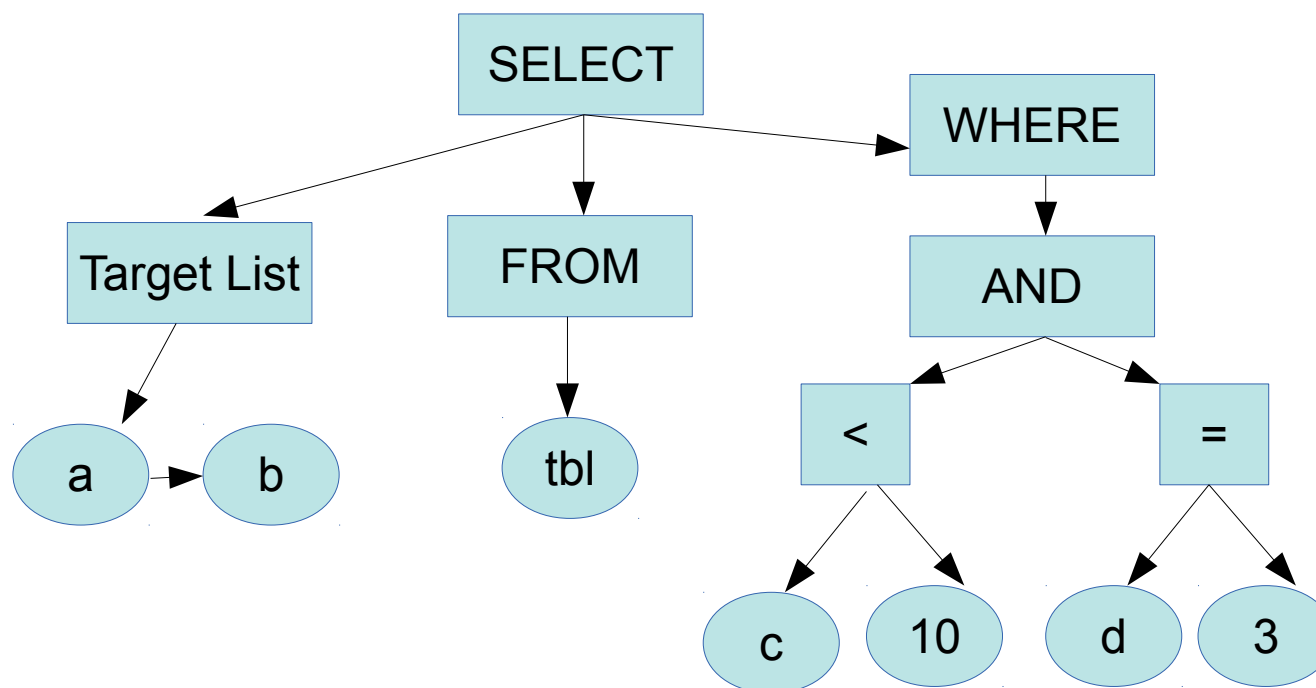 SELECT
WHERE
Target List
FROM
AND
<
=
a
b
tbl
c
10
d
3